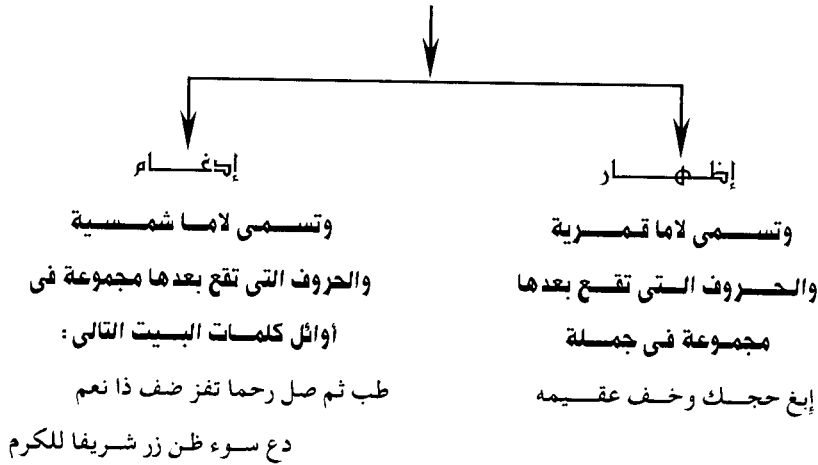 إظهار
وتسمى لاما قمرية
والحروف التى تقع بعدها
مجموعة فى جملة
إبغ حجك وخف عقيمه
إدغام
وتسمى لاما شمسية
والحروف التى تقع بعدها مجموعة فى
أوائل كلمات البيت التالى :
طب ثم صل رحما تفز ضف ذا نعم
دع سوء ظن زر شريفا للكرم